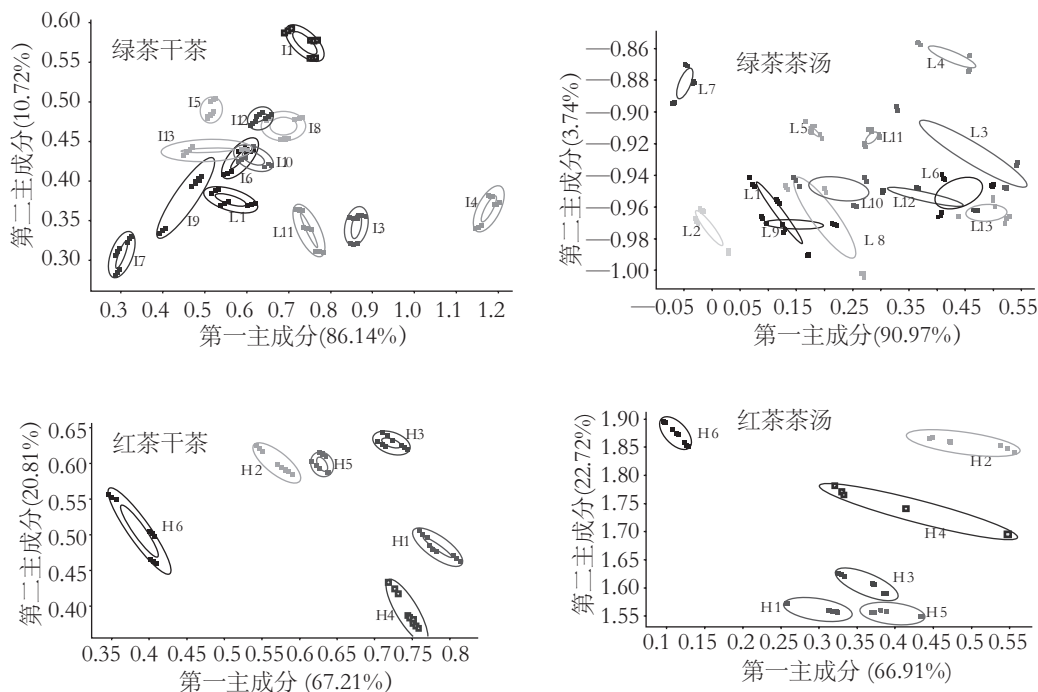 绿茶干茶
第二主成分(10.72%)
0.60
0.55
0.50
0.45
0.40
0.35
0.30
I1
I5
I12
I8
I13
I10
I6
I9
L1
I4
L11
I3
I7
0.3 0.4 0.5 0.6 0.7 0.8 0.9 1.0 1.1 1.2
第一主成分(86.14%)
绿茶茶汤
第二主成分(3.74%)
—0.86
—0.88
—0.90
—0.92
—0.94
—0.96
—0.98
—1.00
L4
L7
L5
L11
L3
L6
L1
L10
L12
L2
L9
L8
L13
—0.05 0 0.05 0.15 0.25 0.35 0.45 0.55
第一主成分(90.97%)
红茶干茶
第二主成分(20.81%)
0.65
0.60
0.50
0.45
0.40
H3
H2
H5
H6
H1
H4
0.35 0.4 0.5 0.55 0.6 0.65 0.7 0.75 0.8
第一主成分 (67.21%)
红茶茶汤
第二主成分(22.72%)
1.90
1.85
1.75
1.70
1.65
1.60
1.55
H6
H2
H4
H3
H1
H5
0.1 0.15 0.2 0.25 0.3 0.35 0.4 0.45 0.5 0.55
第一主成分 (66.91%)